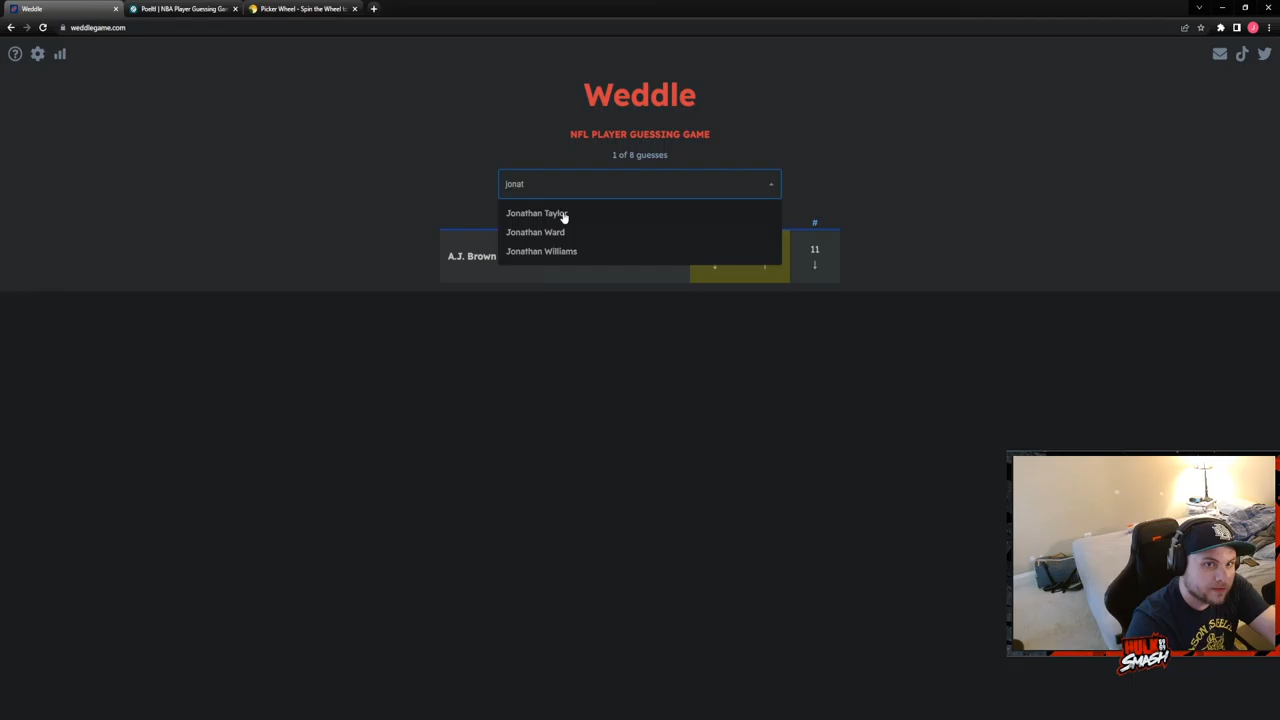 Weddle
Poeltl | NBA Player Guessing Ga
Picker Wheel - Spin the Wheel t
weddlegame.com
J
Weddle
NFL PLAYER GUESSING GAME
1 of 8 guesses
jonat
Jonathan Taylor
Jonathan Ward
Jonathan Williams
#
A.J. Brown
11
↓
↑
↓
HULK
SMASH